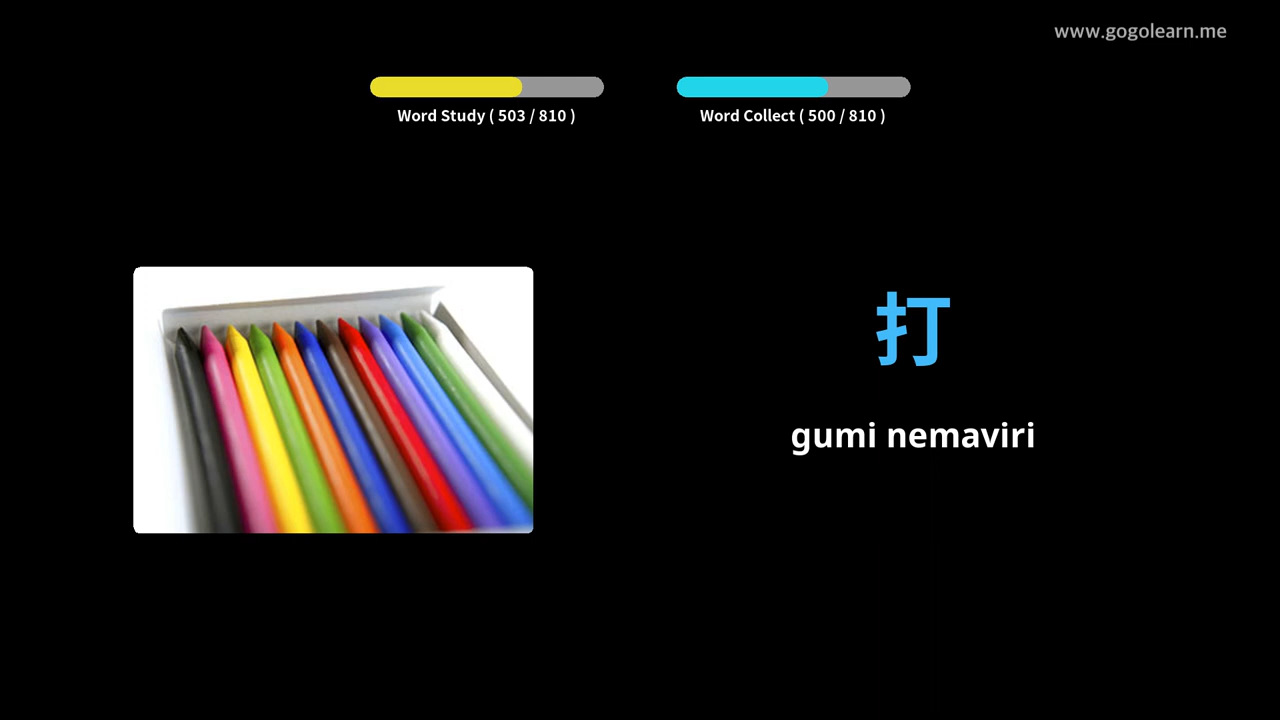 www.gogolearn.me
Word Study ( 503 / 810 )
Word Collect ( 500 / 810 )
打
gumi nemaviri